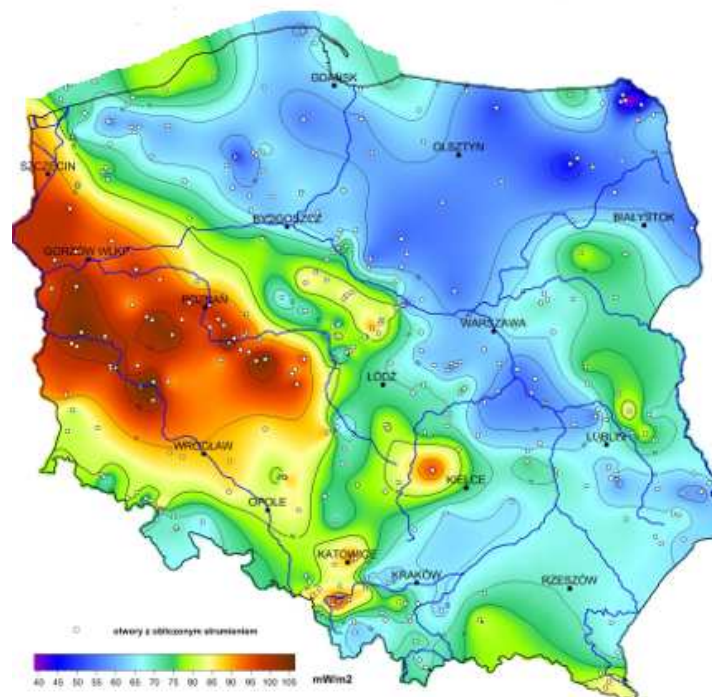 GDAŃSK
OLSZTYN
SZCZECIN
BIAŁYSTOK
BYDGOSZCZ
GORZÓW WLKP
POZNAŃ
WARSZAWA
ŁÓDŹ
LUBLIN
WROCŁAW
KIELCE
OPOLE
KATOWICE
KRAKÓW
RZESZÓW
otwory z obliczonym strumieniem
40 45 50 55 60 65 70 75 80 85 90 95 100 105 mW/m2